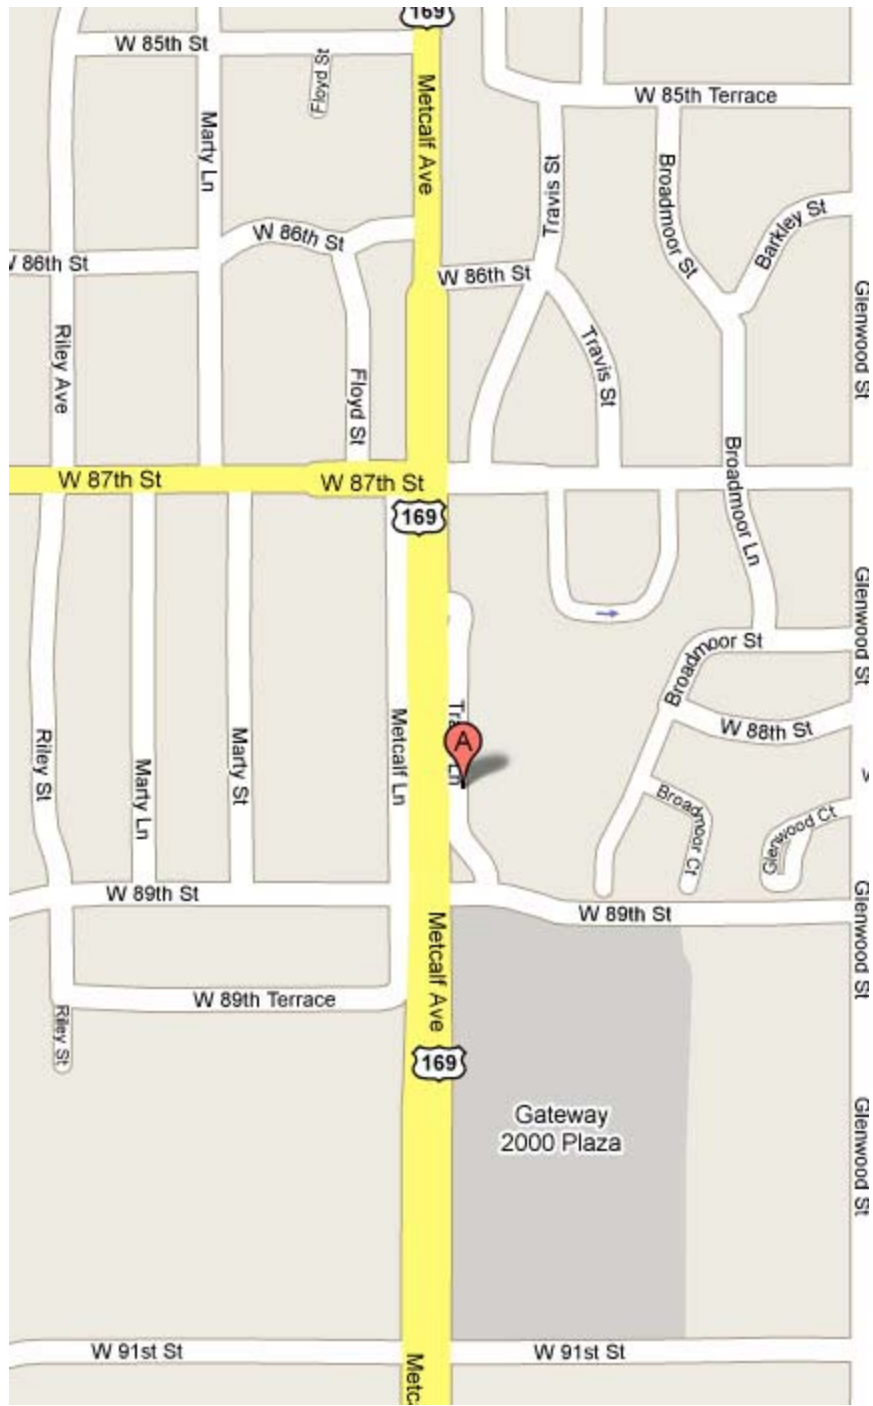 169
W 85th St
Floyd St
Metcalf Ave
W 85th Terrace
Marty Ln
Travis St
Broadmoor St
Barkley St
W 86th St
W 86th St
W 86th St
Glenwood St
Riley Ave
Floyd St
Travis St
Broadmoor Ln
W 87th St
W 87th St
169
Glenwood St
Broadmoor St
Metcalf Ln
A
Ln
W 88th St
Riley St
Marty Ln
Marty St
Broadmoor Ct
Glenwood Ct
W 89th St
W 89th St
Glenwood St
Metcalf Ave
W 89th Terrace
Riley St
169
Gateway
2000 Plaza
Glenwood St
W 91st St
W 91st St